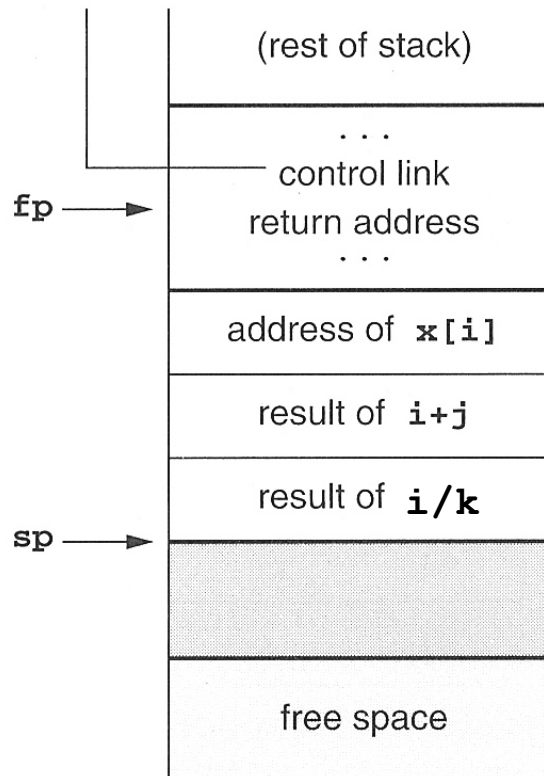 (rest of stack)
. . .
control link
fp
return address
. . .
address of x[i]
result of i+j
result of i/k
sp
free space